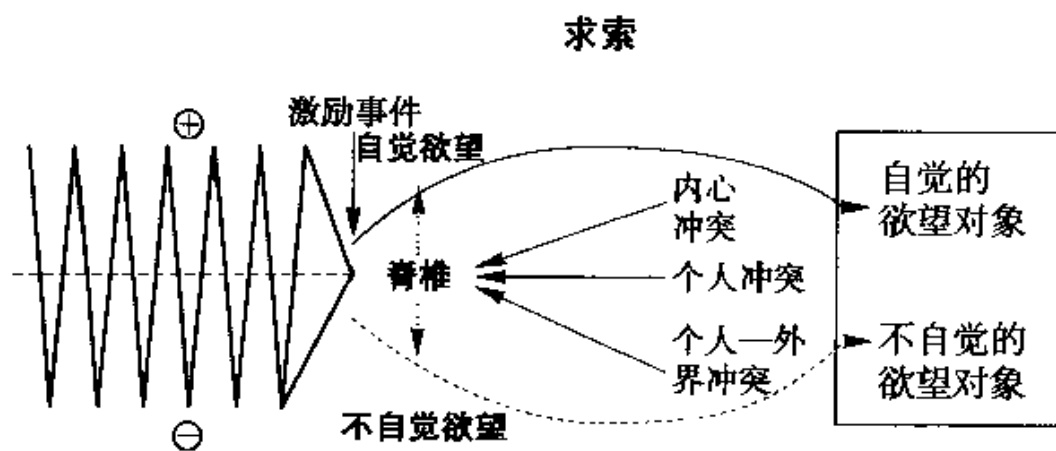 求索
⊕
激励事件
自觉欲望
内心
冲突
自觉的
欲望对象
脊椎
个人冲突
个人—外
界冲突
不自觉的
欲望对象
不自觉欲望
⊖